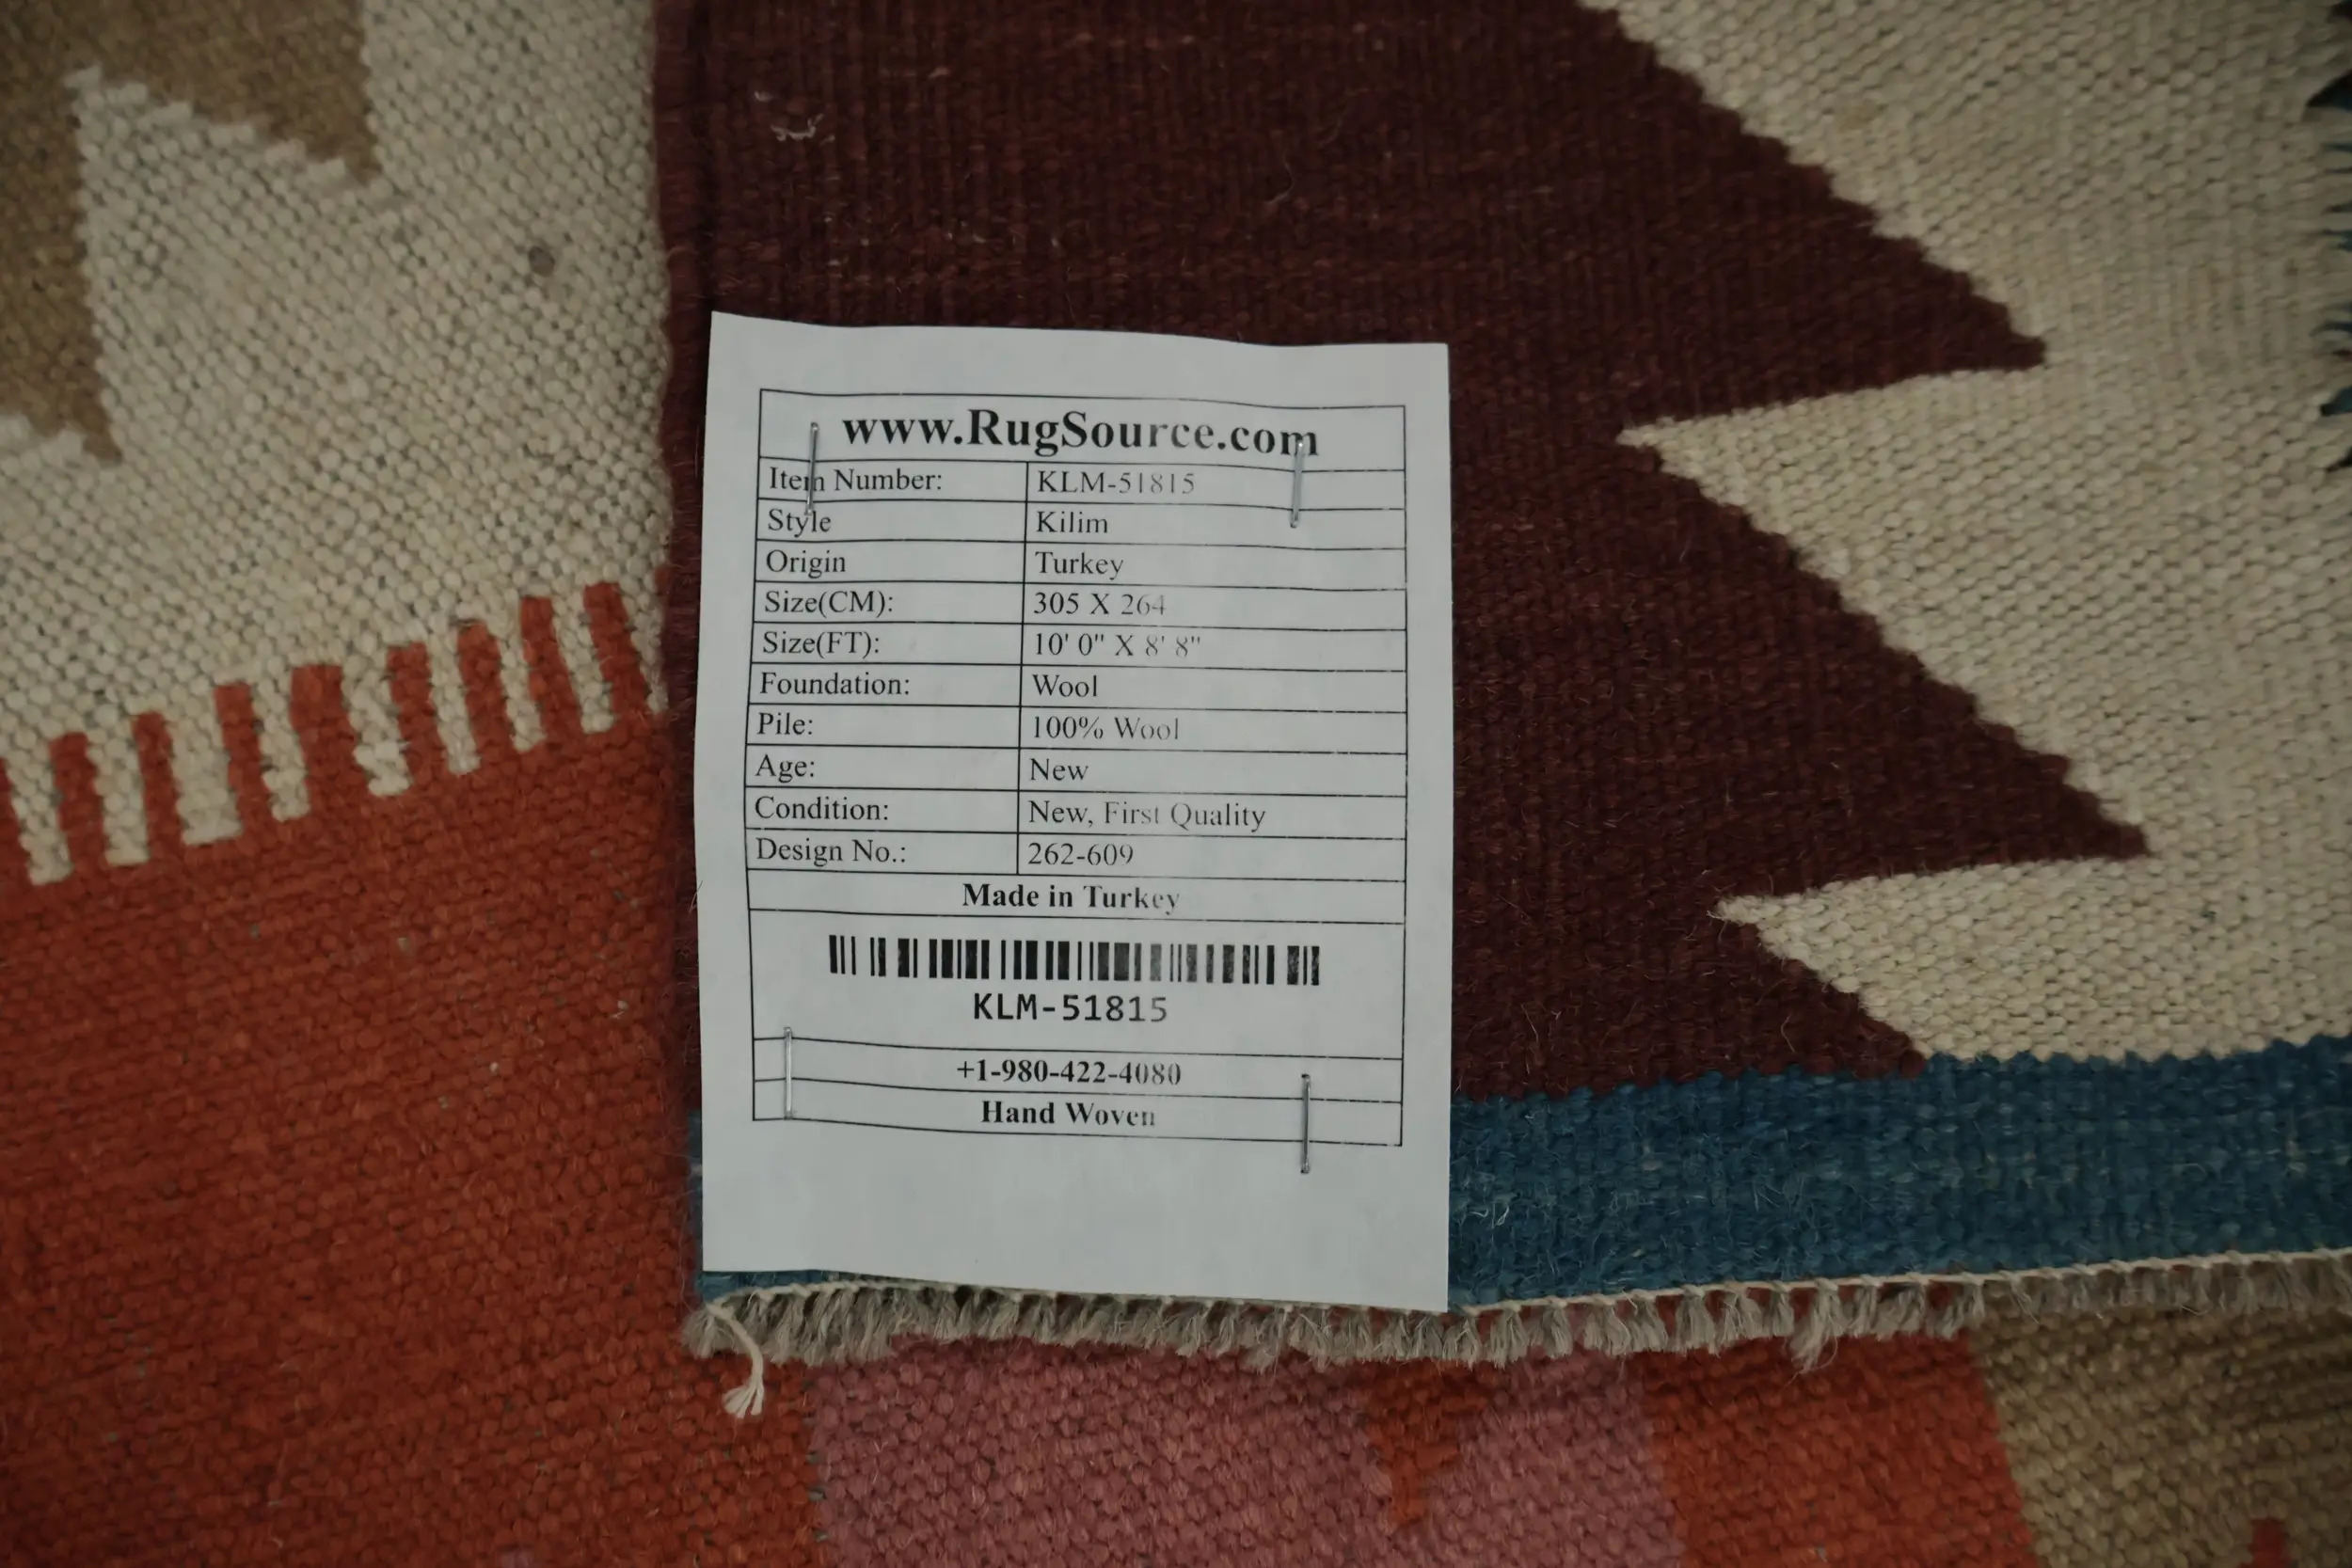 www.RugSource.com
Item Number: KLM-51815
Style Kilim
Origin Turkey
Size(CM): 305 X 264
Size(FT): 10' 0" X 8' 8"
Foundation: Wool
Pile: 100% Wool
Age: New
Condition: New, First Quality
Design No.: 262-609
Made in Turkey
KLM-51815
+1-980-422-4080
Hand Woven